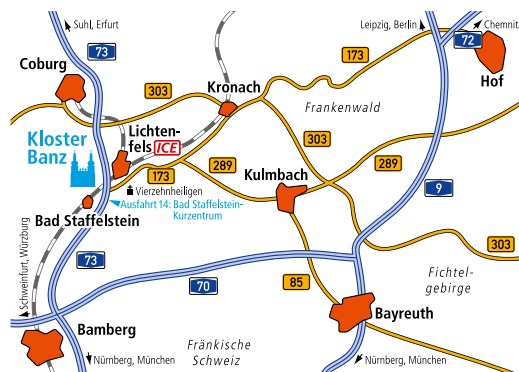 Suhl, Erfurt
Leipzig, Berlin
Chemnitz
73
72
173
Hof
Coburg
Kronach
303
Frankenwald
Lichten-
fels ICE
Kloster
Banz
303
173
289
289
Kulmbach
9
Vierzehnheiligen
Ausfahrt 14: Bad Staffelstein-
Kurzentrum
Bad Staffelstein
Schweinfurt, Würzburg
73
303
70
85
Fichtel-
gebirge
Bayreuth
Bamberg
Fränkische
Schweiz
Nürnberg, München
Nürnberg, München